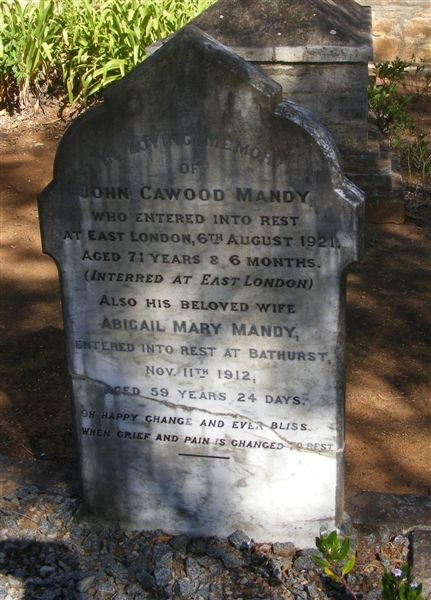 IN LOVING MEMORY
OF
JOHN CAWOOD MANDY,
WHO ENTERED INTO REST
AT EAST LONDON, 6TH AUGUST 1921.
AGED 71 YEARS & 6 MONTHS.
(INTERRED AT EAST LONDON)
ALSO HIS BELOVED WIFE
ABIGAIL MARY MANDY,
ENTERED INTO REST AT BATHURST,
NOV. 11TH 1912,
AGED 59 YEARS 24 DAYS.
OH HAPPY CHANGE AND EVER BLISS.
WHEN GRIEF AND PAIN IS CHANGED TO REST